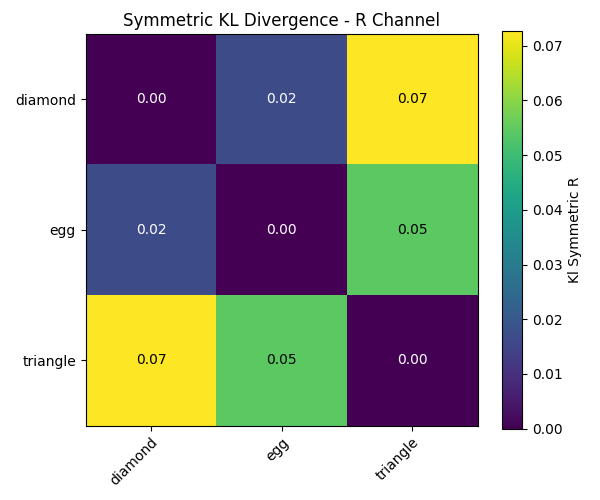 Symmetric KL Divergence - R Channel
diamond 0.00 0.02 0.07
egg 0.02 0.00 0.05
triangle 0.07 0.05 0.00
diamond egg triangle
0.07
0.06
0.05
0.04
0.03
0.02
0.01
0.00
Kl Symmetric R